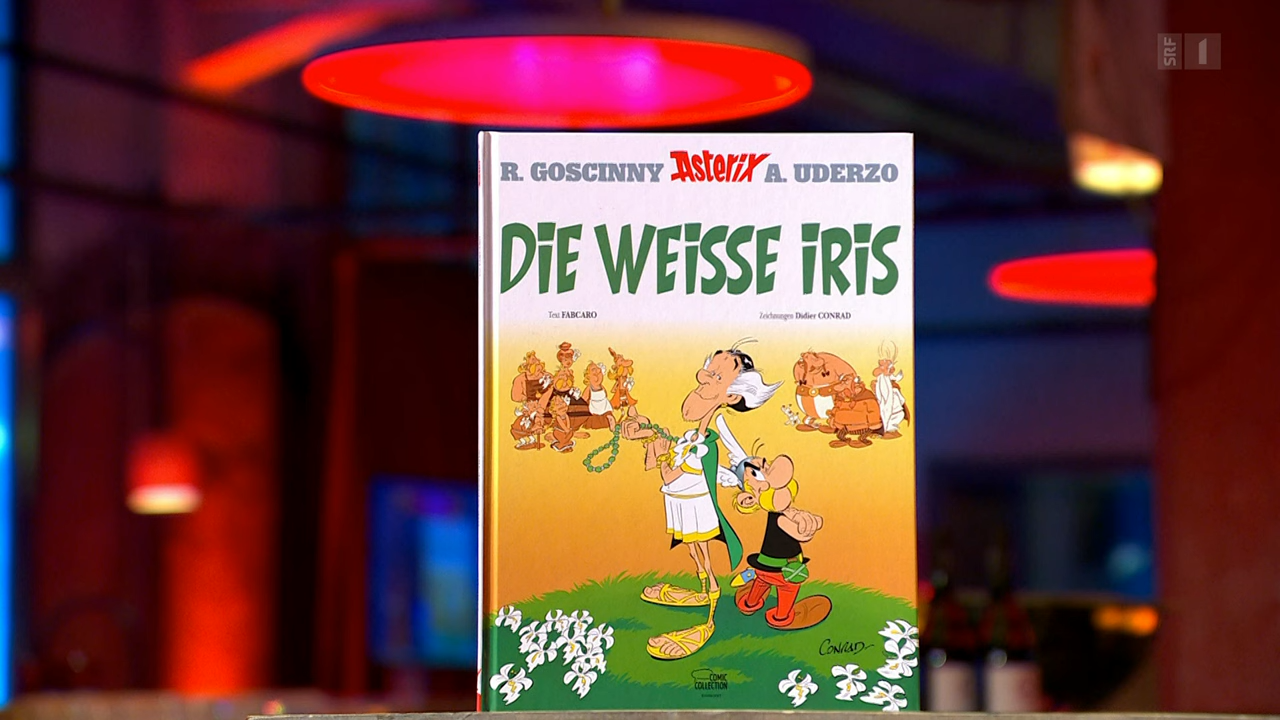 SRF 1
R. GOSCINNY Asterix A. UDERZO
DIE WEISSE IRIS
Text FABCARO Zeichnungen Didier CONRAD
CONRAD
COMIC
COLLECTION